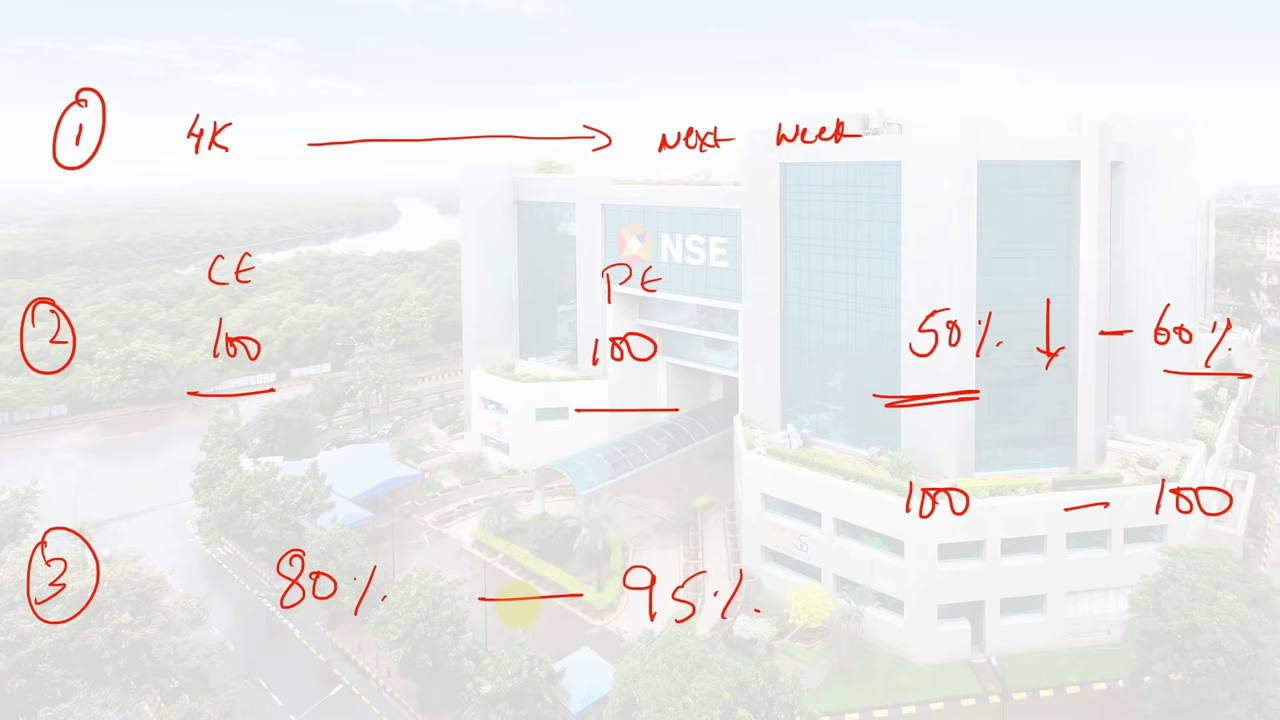 1 4K → Next Week
NSE
CE PE
2 100 100 50% ↓ - 60%
100 - 100
3 80% - 95%